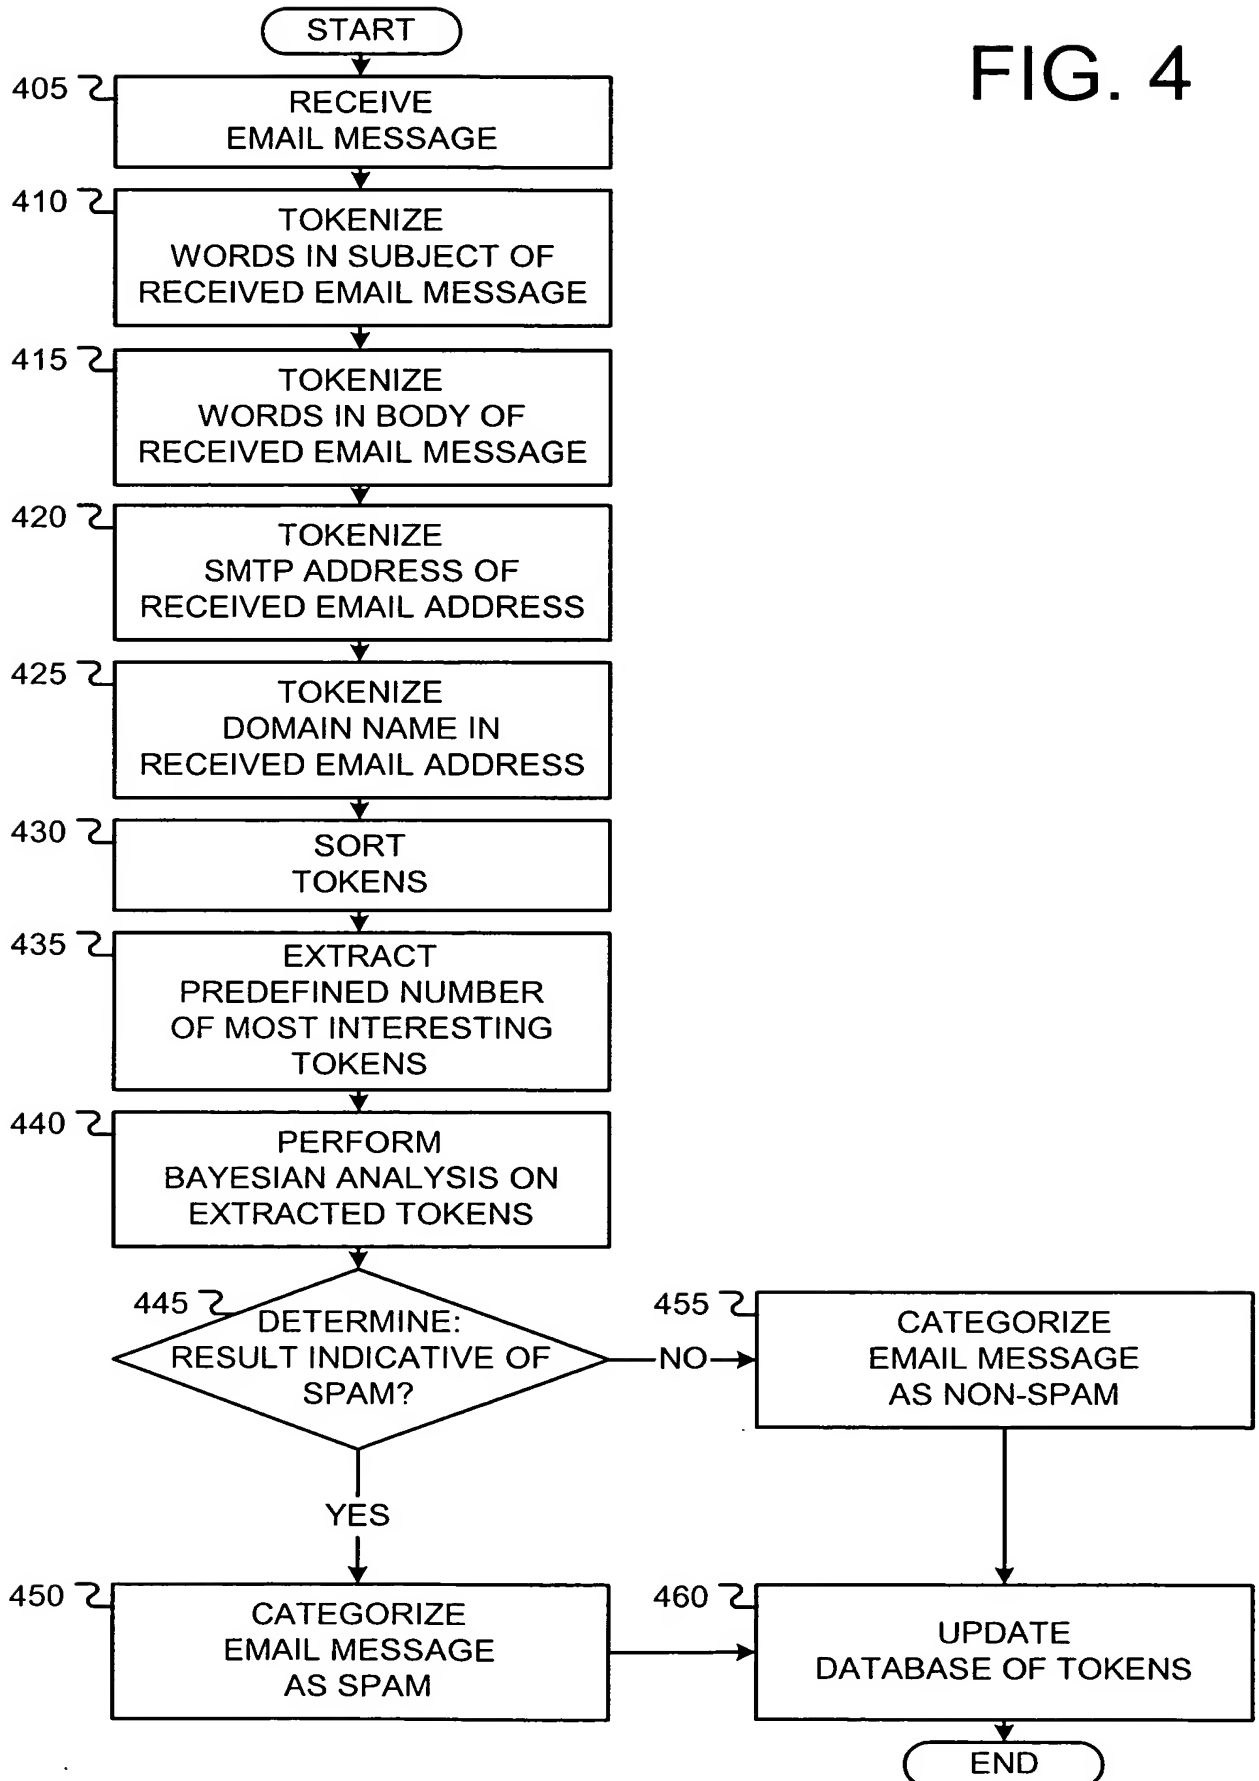 START
FIG. 4
405
RECEIVE
EMAIL MESSAGE
410
TOKENIZE
WORDS IN SUBJECT OF
RECEIVED EMAIL MESSAGE
415
TOKENIZE
WORDS IN BODY OF
RECEIVED EMAIL MESSAGE
420
TOKENIZE
SMTP ADDRESS OF
RECEIVED EMAIL ADDRESS
425
TOKENIZE
DOMAIN NAME IN
RECEIVED EMAIL ADDRESS
430
SORT
TOKENS
435
EXTRACT
PREDEFINED NUMBER
OF MOST INTERESTING
TOKENS
440
PERFORM
BAYESIAN ANALYSIS ON
EXTRACTED TOKENS
445
DETERMINE:
RESULT INDICATIVE OF
SPAM?
NO
455
CATEGORIZE
EMAIL MESSAGE
AS NON-SPAM
YES
450
CATEGORIZE
EMAIL MESSAGE
AS SPAM
460
UPDATE
DATABASE OF TOKENS
END